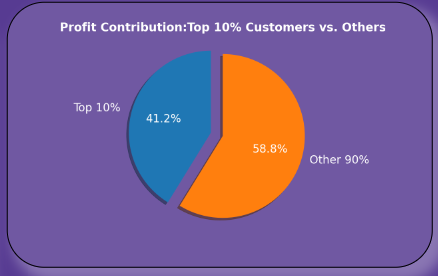 Profit Contribution:Top 10% Customers vs. Others
Top 10%
41.2%
58.8%
Other 90%